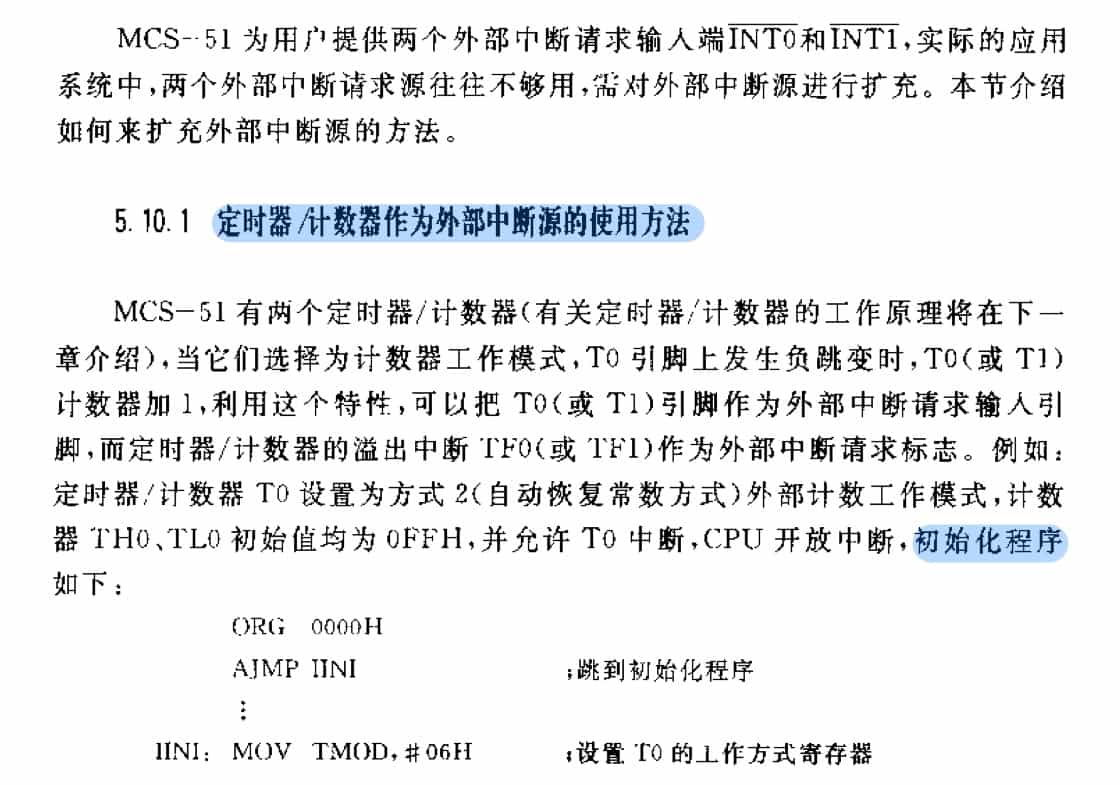 MCS-51 为用户提供两个外部中断请求输入端INT0和INT1,实际的应用
系统中,两个外部中断请求源往往不够用,需对外部中断源进行扩充。本节介绍
如何来扩充外部中断源的方法。
5.10.1 定时器/计数器作为外部中断源的使用方法
MCS-51 有两个定时器/计数器(有关定时器/计数器的工作原理将在下一
章介绍),当它们选择为计数器工作模式,T0 引脚上发生负跳变时,T0(或 T1)
计数器加 1,利用这个特性,可以把 T0(或 T1)引脚作为外部中断请求输入引
脚,而定时器/计数器的溢出中断 TF0(或 TF1)作为外部中断请求标志。例如:
定时器/计数器 T0 设置为方式 2(自动恢复常数方式)外部计数工作模式,计数
器 TH0、TL0 初始值均为 0FFH,并允许 T0 中断,CPU 开放中断,初始化程序
如下:
ORG 0000H
AJMP IINI ;跳到初始化程序
⋮
IINI: MOV TMOD,#06H ;设置 T0 的工作方式寄存器